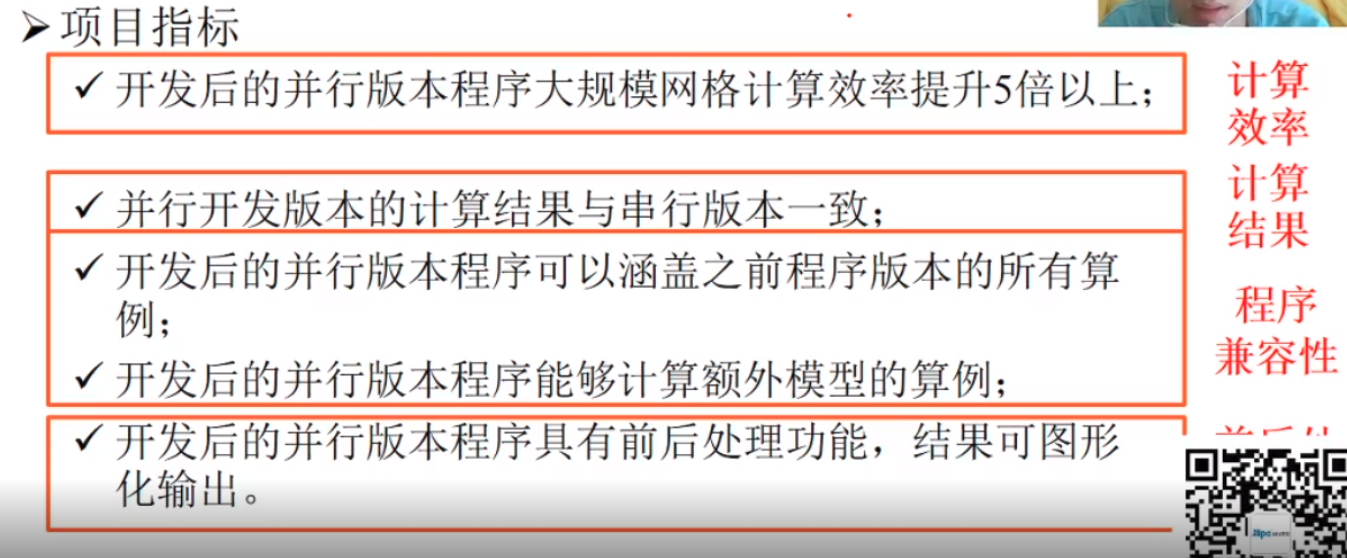 ➢项目指标
✓ 开发后的并行版本程序大规模网格计算效率提升5倍以上；
计算
效率
✓ 并行开发版本的计算结果与串行版本一致；
计算
结果
✓ 开发后的并行版本程序可以涵盖之前程序版本的所有算
例；
✓ 开发后的并行版本程序能够计算额外模型的算例；
程序
兼容性
✓ 开发后的并行版本程序具有前后处理功能，结果可图形
化输出。